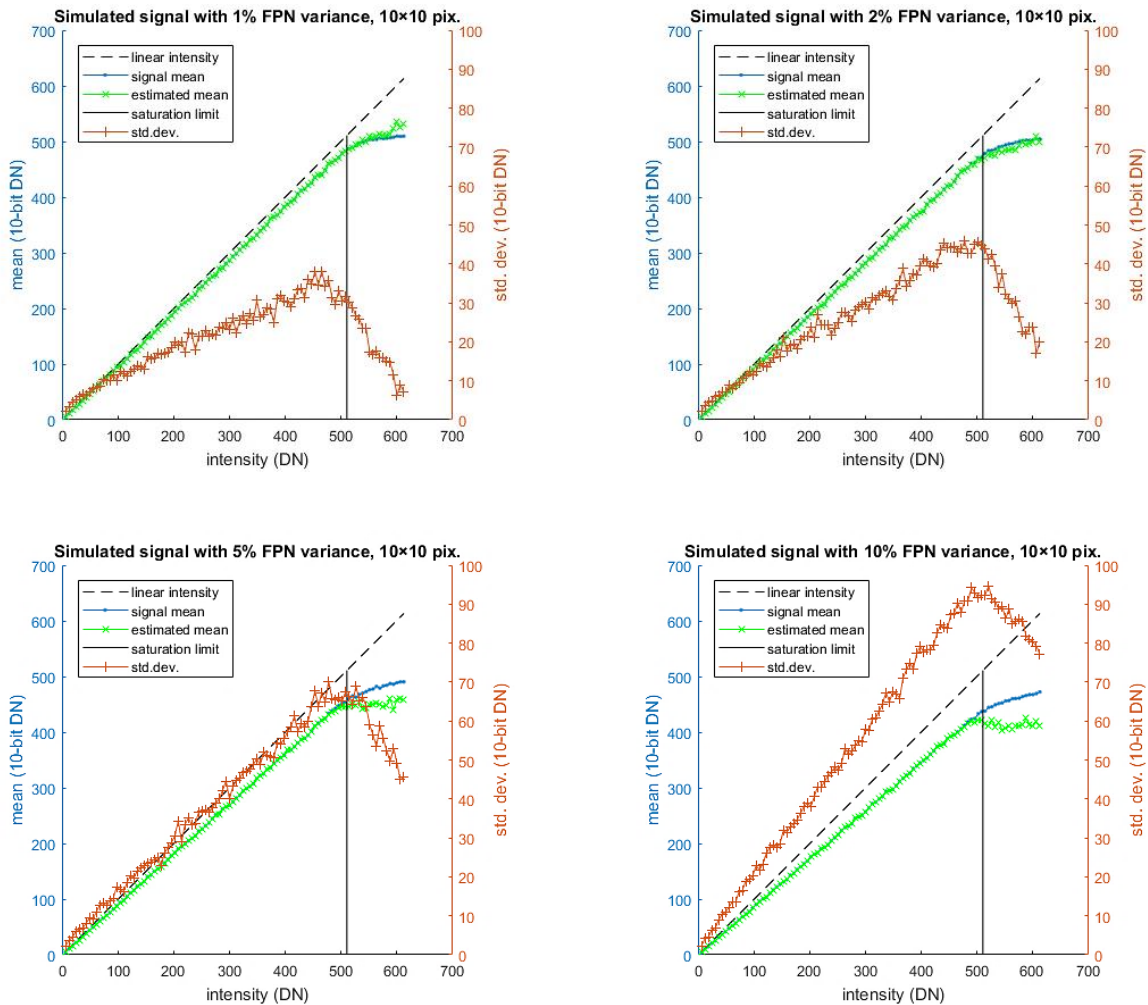 Simulated signal with 1% FPN variance, 10×10 pix.
linear intensity
signal mean
estimated mean
saturation limit
std.dev.
mean (10-bit DN)
700
600
500
400
300
200
100
0
std. dev. (10-bit DN)
100
90
80
70
60
50
40
30
20
10
0
0 100 200 300 400 500 600 700
intensity (DN)
Simulated signal with 2% FPN variance, 10×10 pix.
linear intensity
signal mean
estimated mean
saturation limit
std.dev.
mean (10-bit DN)
700
600
500
400
300
200
100
0
std. dev. (10-bit DN)
100
90
80
70
60
50
40
30
20
10
0
0 100 200 300 400 500 600 700
intensity (DN)
Simulated signal with 5% FPN variance, 10×10 pix.
linear intensity
signal mean
estimated mean
saturation limit
std.dev.
mean (10-bit DN)
700
600
500
400
300
200
100
0
std. dev. (10-bit DN)
100
90
80
70
60
50
40
30
20
10
0
0 100 200 300 400 500 600 700
intensity (DN)
Simulated signal with 10% FPN variance, 10×10 pix.
linear intensity
signal mean
estimated mean
saturation limit
std.dev.
mean (10-bit DN)
700
600
500
400
300
200
100
0
std. dev. (10-bit DN)
100
90
80
70
60
50
40
30
20
10
0
0 100 200 300 400 500 600 700
intensity (DN)